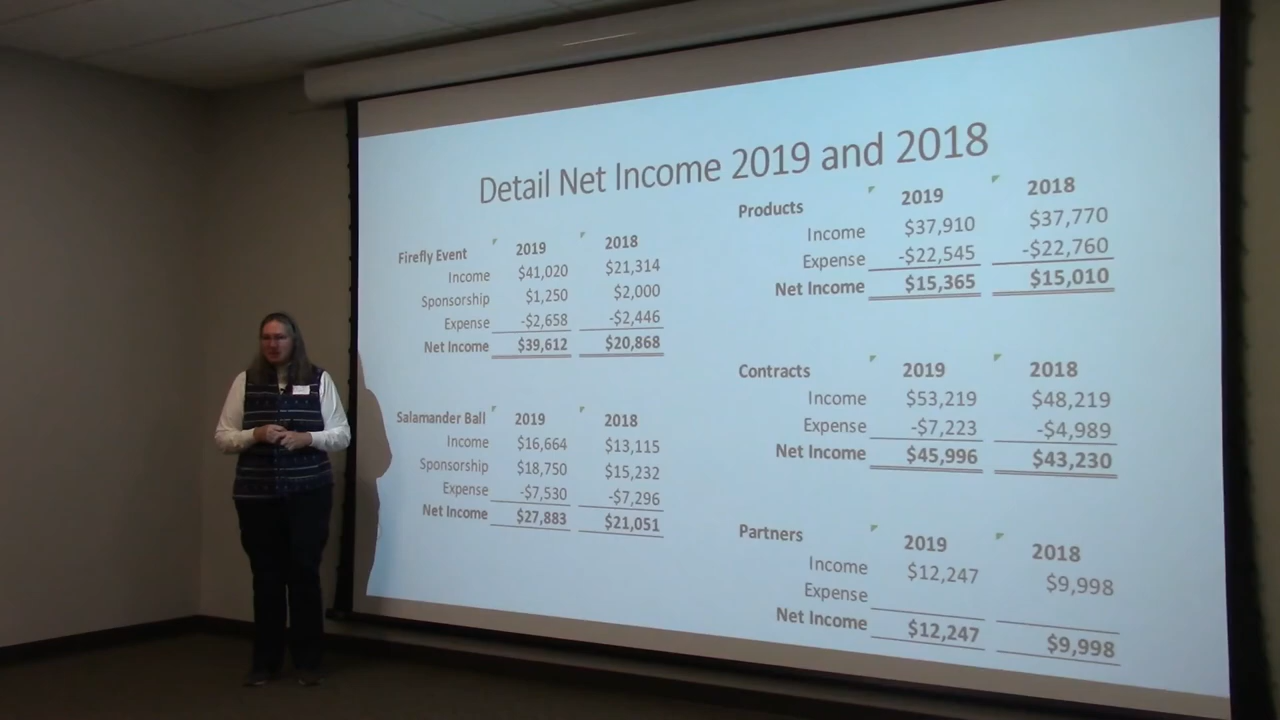 Detail Net Income 2019 and 2018
Firefly Event 2019 2018
Income $41,020 $21,314
Sponsorship $1,250 $2,000
Expense -$2,658 -$2,446
Net Income $39,612 $20,868
Salamander Ball 2019 2018
Income $16,664 $13,115
Sponsorship $18,750 $15,232
Expense -$7,530 -$7,296
Net Income $27,883 $21,051
Products 2019 2018
Income $37,910 $37,770
Expense -$22,545 -$22,760
Net Income $15,365 $15,010
Contracts 2019 2018
Income $53,219 $48,219
Expense -$7,223 -$4,989
Net Income $45,996 $43,230
Partners 2019 2018
Income $12,247 $9,998
Expense
Net Income $12,247 $9,998